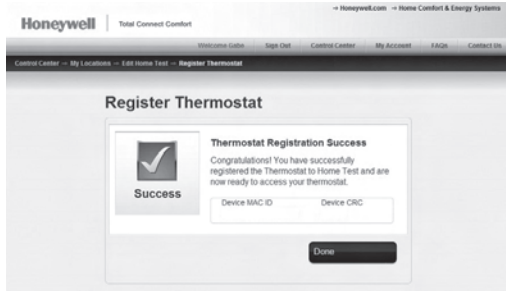 → Honeywell.com → Home Comfort & Energy Systems
Honeywell Total Connect Comfort
Welcome Gabe Sign Out Control Center My Account FAQs Contact Us
Control Center → My Locations → Edit Home Test → Register Thermostat
Register Thermostat
Success
Thermostat Registration Success
Congratulations! You have successfully
registered the Thermostat to Home Test and are
now ready to access your thermostat.
Device MAC ID Device CRC
Done